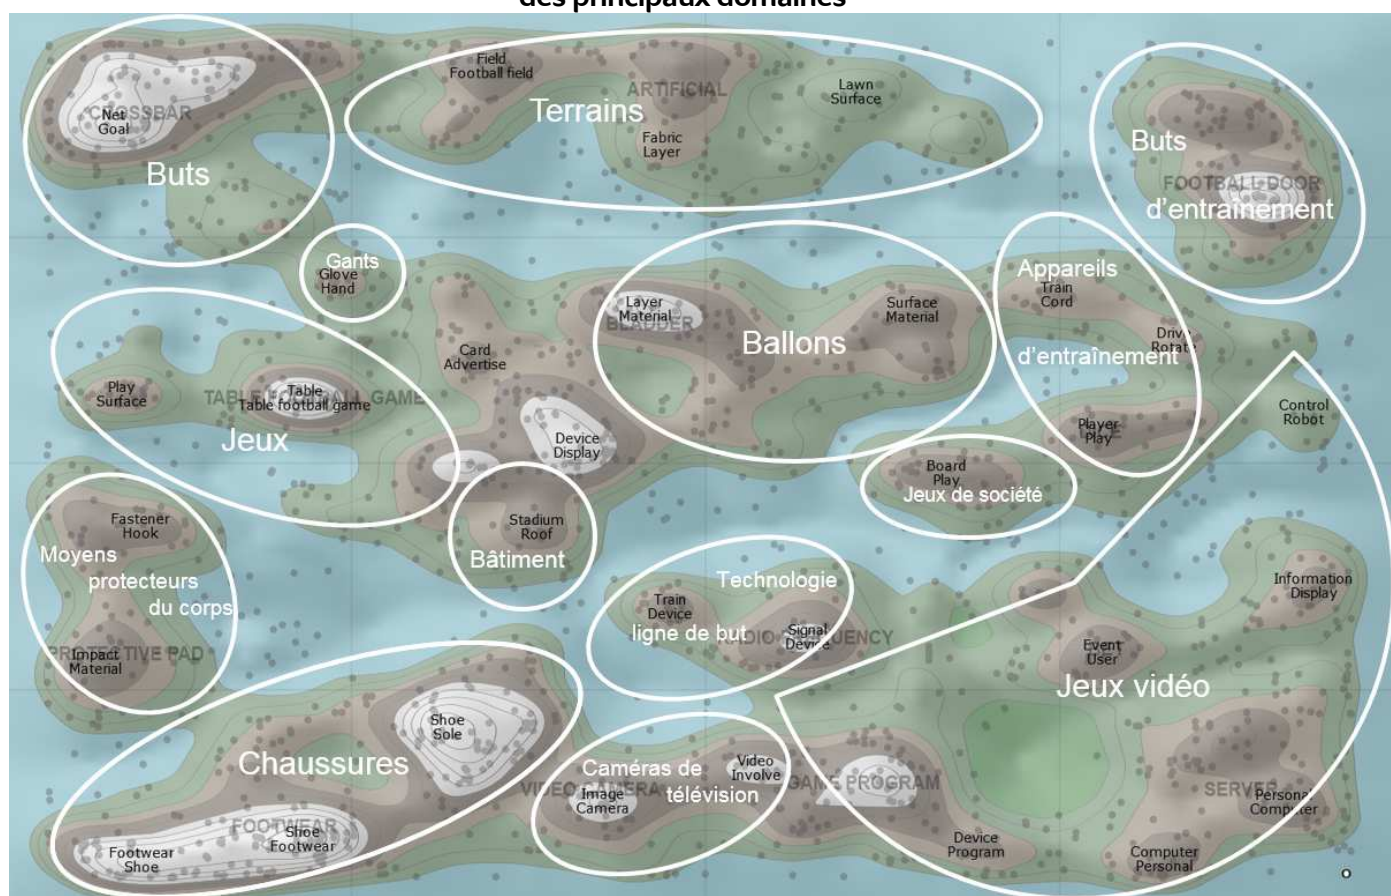 des principaux domaines
Field
Football field
ARTIFICIAL
Lawn
Surface
Terrains
Fabric
Layer
CROSSBAR
Net
Goal
Buts
Buts
FOOTBALL DOOR
d'entraînement
Gants
Glove
Hand
Layer
Material
BLADDER
Surface
Material
Ballons
Appareils
Train
Cord
Drive
Rotate
d'entraînement
Card
Advertise
Play
Surface
TABLE FOOTBALL GAME
Table
Table football game
Jeux
Device
Display
Player
Play
Control
Robot
Board
Play
Jeux de société
Fastener
Hook
Moyens
protecteurs
du corps
Stadium
Roof
Bâtiment
Technologie
Train
Device
ligne de but
Signal
Device
Information
Display
PROTECTIVE PAD
Impact
Material
Event
User
Jeux vidéo
Shoe
Sole
Chaussures
FOOTWEAR
Shoe
Footwear
Footwear
Shoe
Caméras de
télévision
VIDEO CAMERA
Image
Camera
Video
Involve
GAME PROGRAM
Device
Program
SERVER
Personal
Computer
Computer
Personal